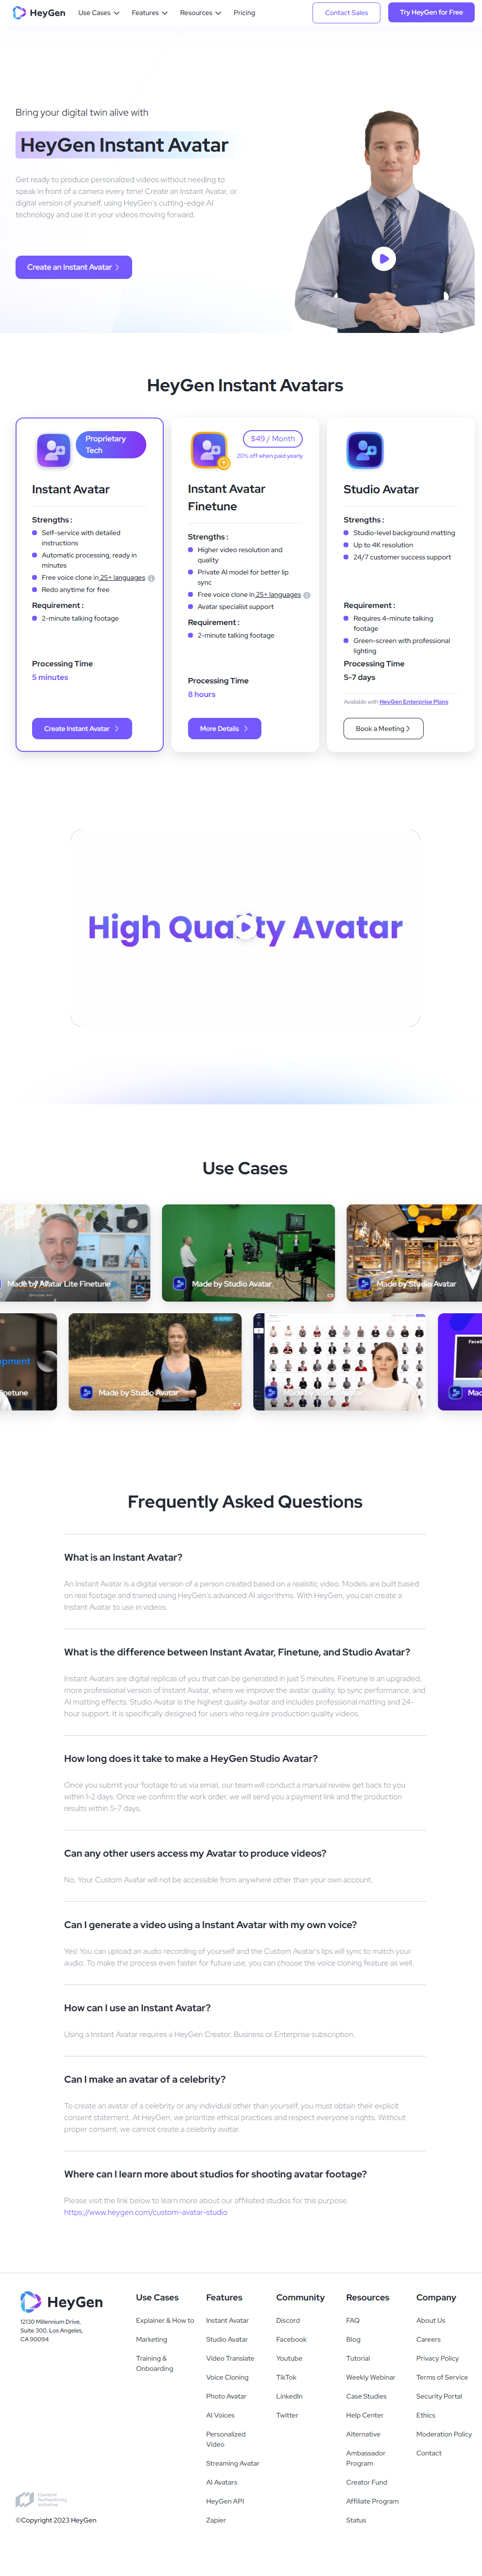 HeyGen
Use Cases
Features
Resources
Pricing
Contact Sales
Try HeyGen for Free
Bring your digital twin alive with
HeyGen Instant Avatar
Get ready to produce personalized videos without needing to
speak in front of a camera every time! Create an Instant Avatar, or
digital version of yourself, using HeyGen's cutting-edge AI
technology and use it in your videos moving forward.
Create an Instant Avatar
HeyGen Instant Avatars
Proprietary
Tech
Instant Avatar
Strengths :
Self-service with detailed
instructions
Automatic processing, ready in
minutes
Free voice clone in 25+ languages
Redo anytime for free
Requirement :
2-minute talking footage
Processing Time
5 minutes
Create Instant Avatar
$49 / Month
20% off when paid yearly
Instant Avatar
Finetune
Strengths :
Higher video resolution and
quality
Private AI model for better lip
sync
Free voice clone in 25+ languages
Avatar specialist support
Requirement :
2-minute talking footage
Processing Time
8 hours
More Details
Studio Avatar
Strengths :
Studio-level background matting
Up to 4K resolution
24/7 customer success support
Requirement :
Requires 4-minute talking
footage
Green-screen with professional
lighting
Processing Time
5-7 days
Available with HeyGen Enterprise Plans
Book a Meeting
High Quality Avatar
Use Cases
Made by Avatar Lite Finetune
Made by Studio Avatar
Made by Studio Avatar
Made by Studio Avatar
Made by Studio Avatar
Frequently Asked Questions
What is an Instant Avatar?
An Instant Avatar is a digital version of a person created based on a realistic video. Models are built based
on real footage and trained using HeyGen's advanced AI algorithms. With HeyGen, you can create a
Instant Avatar to use in videos.
What is the difference between Instant Avatar, Finetune, and Studio Avatar?
Instant Avatars are digital replicas of you that can be generated in just 5 minutes. Finetune is an upgraded,
more professional version of Instant Avatar, where we improve the avatar quality, lip sync performance, and
AI matting effects. Studio Avatar is the highest quality avatar and includes professional matting and 24-
hour support. It is specifically designed for users who require production quality videos.
How long does it take to make a HeyGen Studio Avatar?
Once you submit your footage to us via email, our team will conduct a manual review get back to you
within 1-2 days. Once we confirm the work order, we will send you a payment link and the production
results within 5-7 days.
Can any other users access my Avatar to produce videos?
No. Your Custom Avatar will not be accessible from anywhere other than your own account.
Can I generate a video using a Instant Avatar with my own voice?
Yes! You can upload an audio recording of yourself and the Custom Avatar's lips will sync to match your
audio. To make the process even faster for future use, you can choose the voice cloning feature as well.
How can I use an Instant Avatar?
Using a Instant Avatar requires a HeyGen Creator, Business or Enterprise subscription.
Can I make an avatar of a celebrity?
To create an avatar of a celebrity or any individual other than yourself, you must obtain their explicit
consent statement. At HeyGen, we prioritize ethical practices and respect everyone's rights. Without
proper consent, we cannot create a celebrity avatar.
Where can I learn more about studios for shooting avatar footage?
Please visit the link below to learn more about our affiliated studios for this purpose.
https://www.heygen.com/custom-avatar-studio
HeyGen
12130 Millennium Drive,
Suite 300, Los Angeles,
CA 90094
Content
Authenticity
Initiative
©Copyright 2023 HeyGen
Use Cases
Explainer & How to
Marketing
Training &
Onboarding
Features
Instant Avatar
Studio Avatar
Video Translate
Voice Cloning
Photo Avatar
AI Voices
Personalized
Video
Streaming Avatar
AI Avatars
HeyGen API
Zapier
Community
Discord
Facebook
Youtube
TikTok
LinkedIn
Twitter
Resources
FAQ
Blog
Tutorial
Weekly Webinar
Case Studies
Help Center
Alternative
Ambassador
Program
Creator Fund
Affiliate Program
Status
Company
About Us
Careers
Privacy Policy
Terms of Service
Security Portal
Ethics
Moderation Policy
Contact